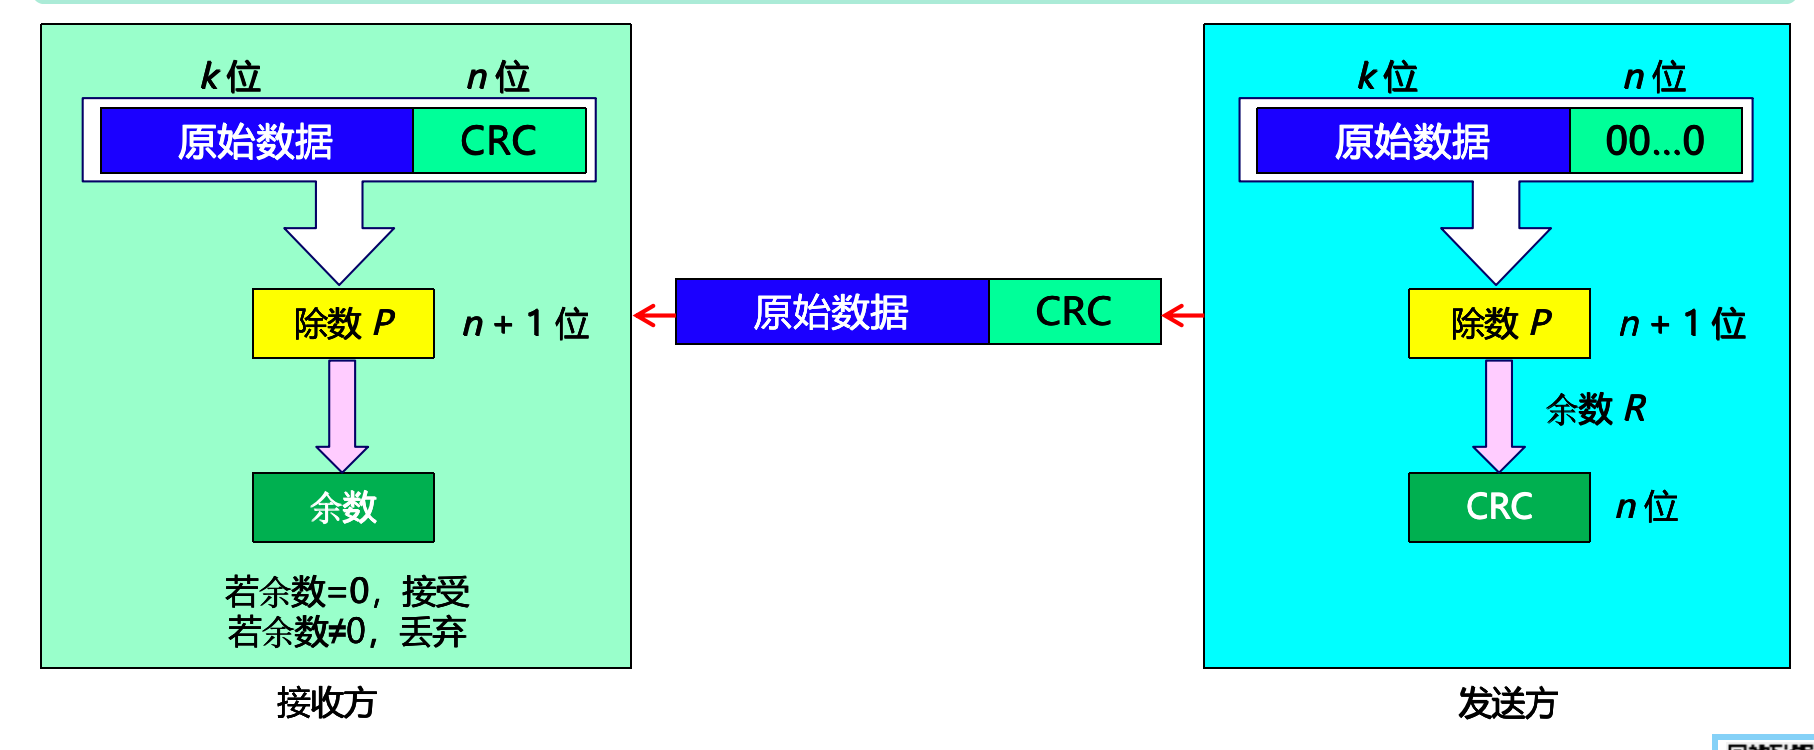 k 位 n 位
原始数据 CRC
除数 P n + 1 位
余数
若余数=0，接受
若余数≠0，丢弃
接收方
原始数据 CRC
k 位 n 位
原始数据 00...0
除数 P n + 1 位
余数 R
CRC n 位
发送方